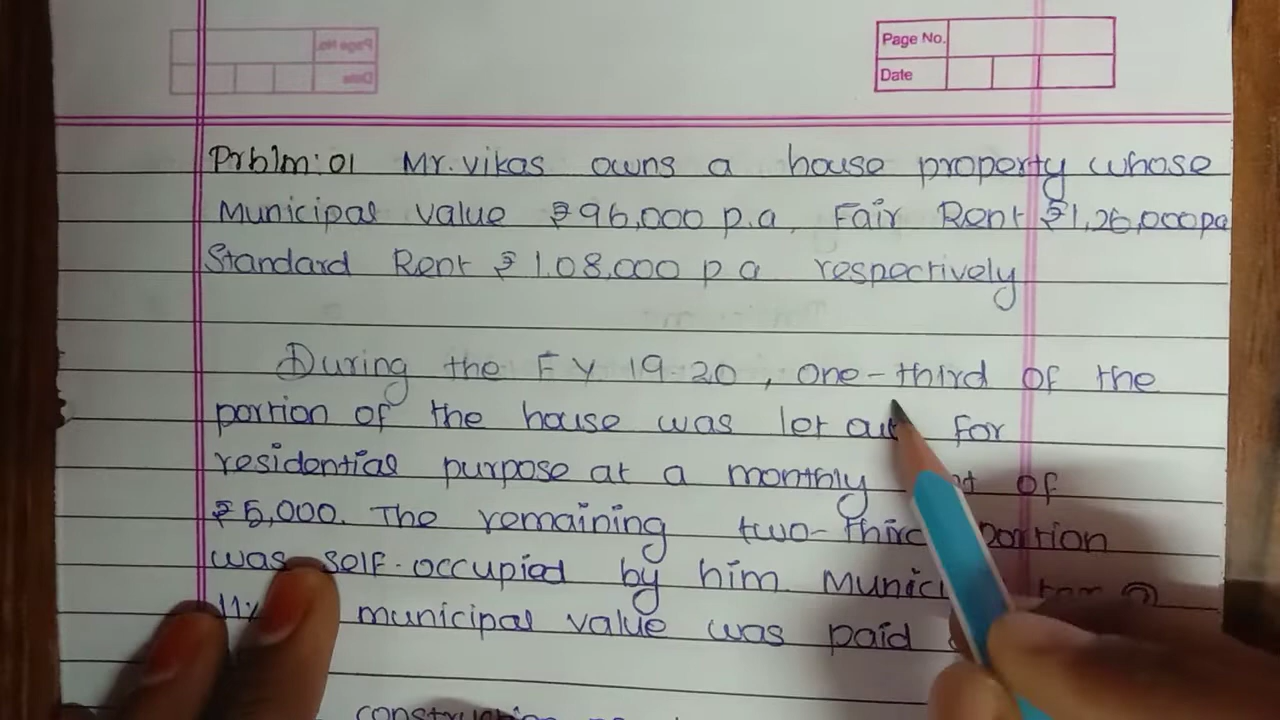 Page No.
Date
Prblm:01 Mr.vikas owns a house property whose
Municipal value ₹96,000 p.a, Fair Rent ₹1,26,000pa
Standard Rent ₹1,08,000 p a respectively
During the F Y 19-20, one-third of the
portion of the house was let out for
residential purpose at a monthly of
₹5,000. The remaining two-third portion
was self-occupied by him
11% municipal value was paid